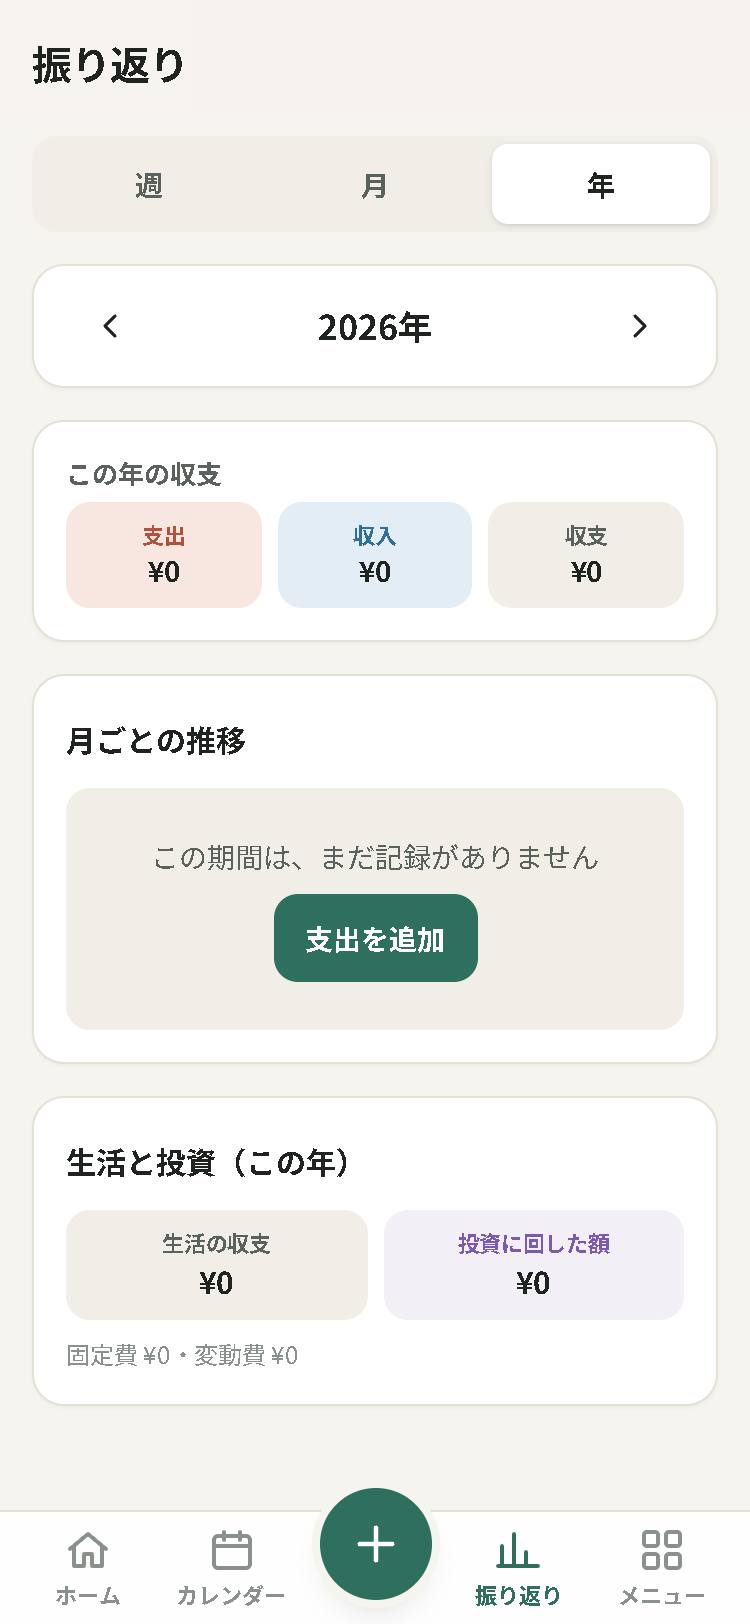 振り返り
週 月 年
2026年
この年の収支
支出 収入 収支
¥0 ¥0 ¥0
月ごとの推移
この期間は、まだ記録がありません
支出を追加
生活と投資（この年）
生活の収支 投資に回した額
¥0 ¥0
固定費 ¥0・変動費 ¥0
ホーム カレンダー 振り返り メニュー